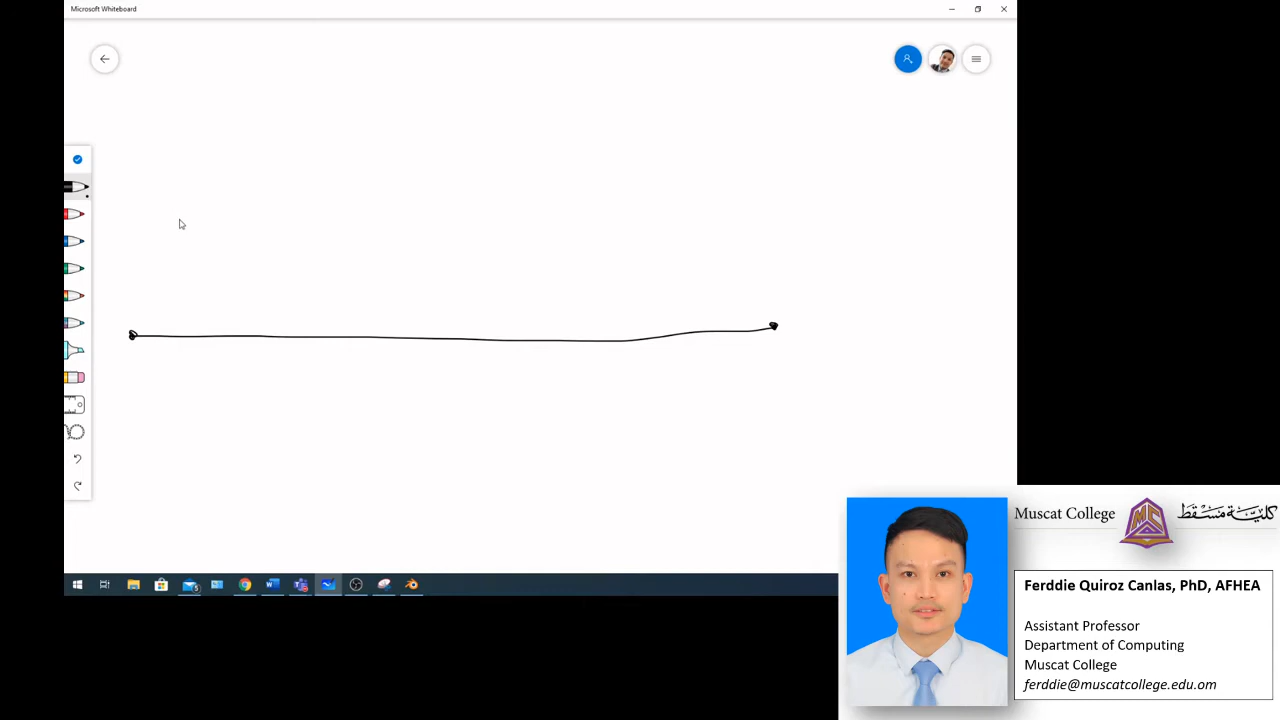 Microsoft Whiteboard
5
Muscat College
كلية مسقط
Ferddie Quiroz Canlas, PhD, AFHEA
Assistant Professor
Department of Computing
Muscat College
ferddie@muscatcollege.edu.om